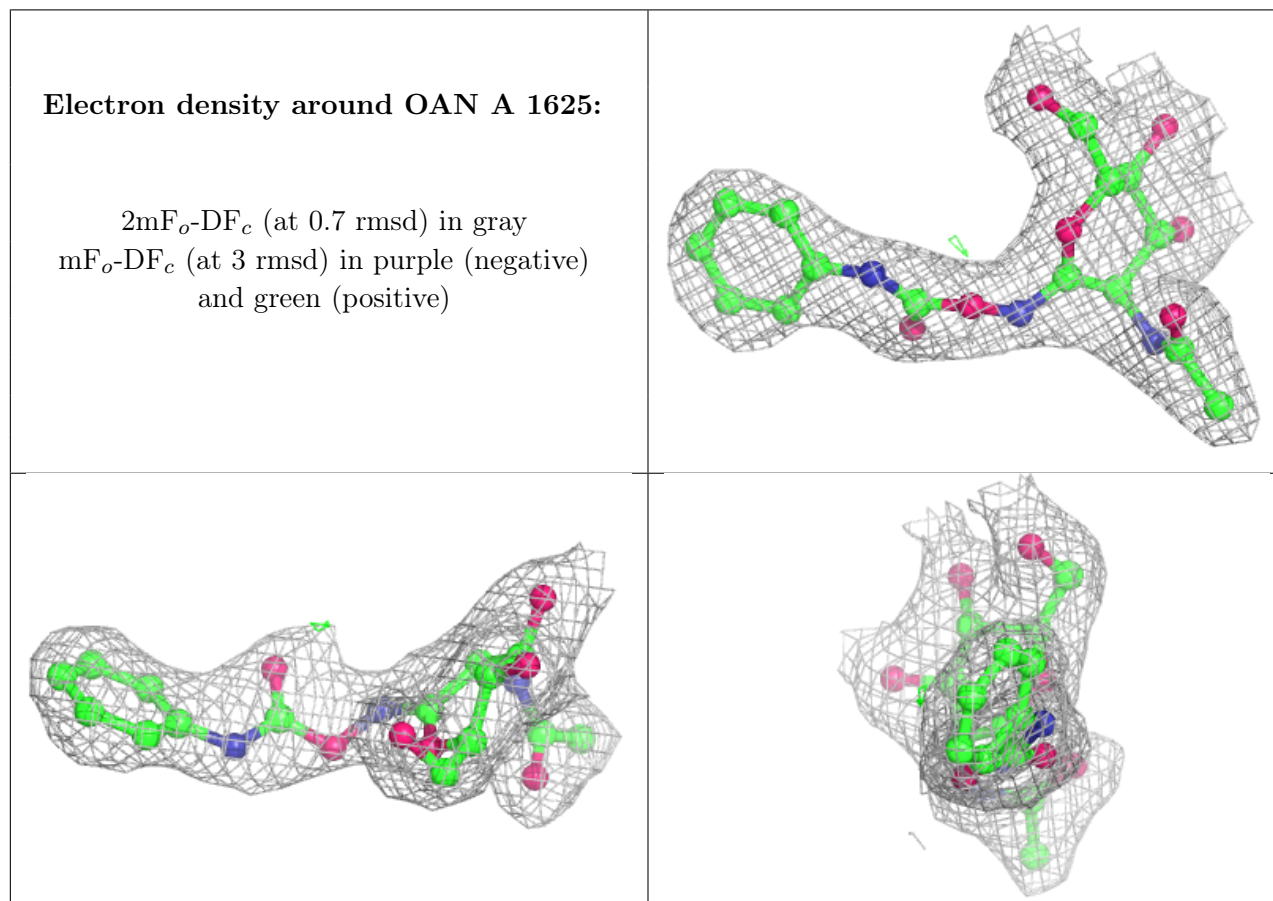 Electron density around OAN A 1625:
2mFo-DFc (at 0.7 rmsd) in gray
mFo-DFc (at 3 rmsd) in purple (negative)
and green (positive)